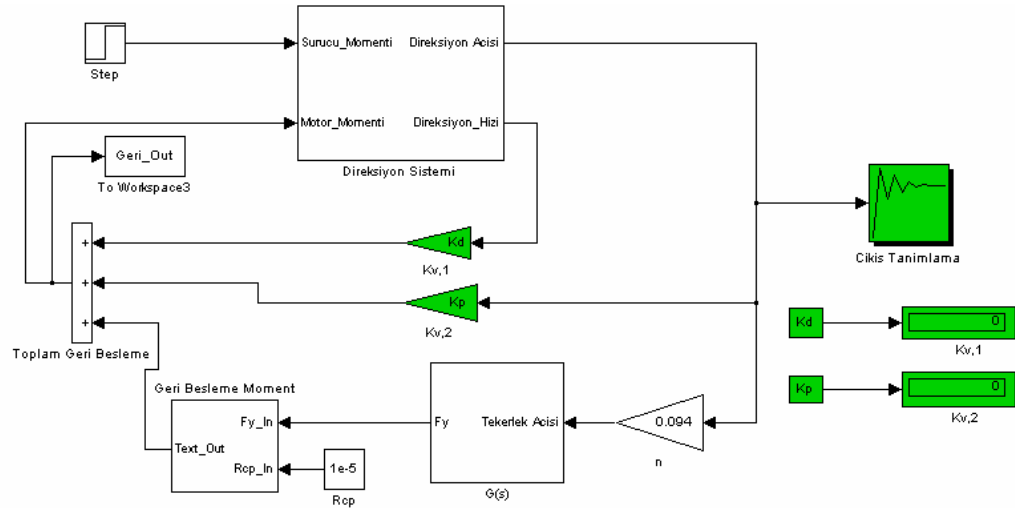 Step
Surucu_Momenti
Direksiyon Acisi
Motor_Momenti
Direksiyon_Hizi
Direksiyon Sistemi
Geri_Out
To Workspace3
+
+
+
Toplam Geri Besleme
Kd
Kv,1
Kp
Kv,2
Cikis Tanimlama
Kd
0
Kv,1
Kp
0
Kv,2
Geri Besleme Moment
Fy_In
Text_Out
Rcp_In
1e-5
Rcp
Fy
Tekerlek Acisi
G(s)
0.094
n